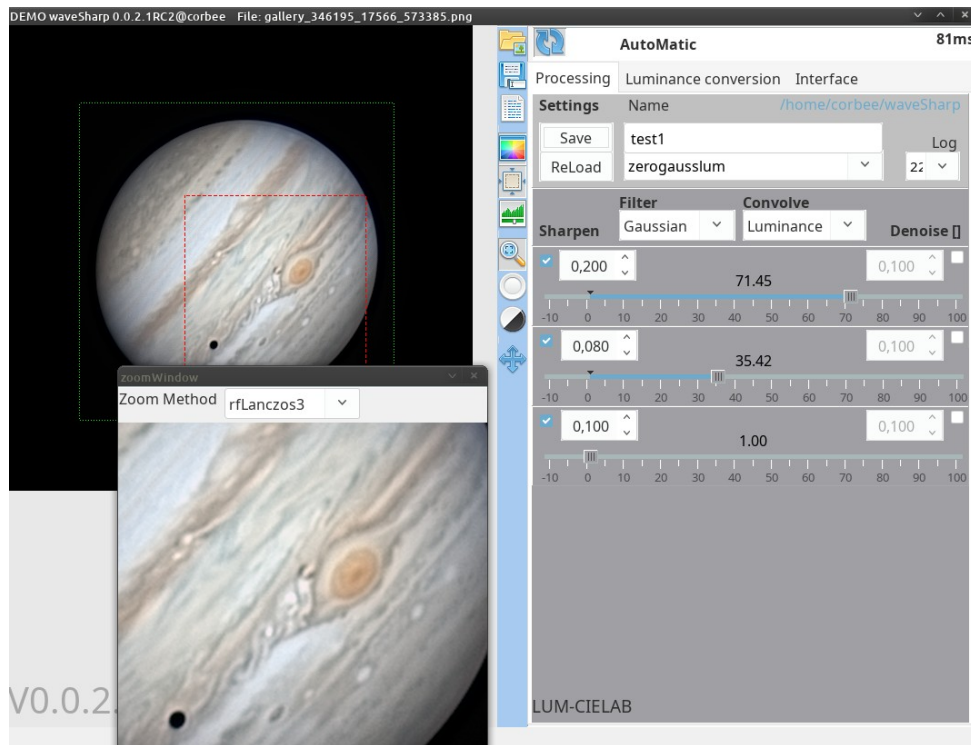 DEMO waveSharp 0.0.2.1RC2@corbee File: gallery_346195_17566_573385.png
AutoMatic 81ms
Processing Luminance conversion Interface
Settings Name /home/corbee/waveSharp
Save test1 Log
ReLoad zerogausslum 22
Filter Convolve
Sharpen Gaussian Luminance Denoise []
0,200 71.45 0,100
-10 0 10 20 30 40 50 60 70 80 90 100
0,080 35.42 0,100
-10 0 10 20 30 40 50 60 70 80 90 100
0,100 1.00 0,100
-10 0 10 20 30 40 50 60 70 80 90 100
zoomWindow
Zoom Method rfLanczos3
V0.0.2.
LUM-CIELAB